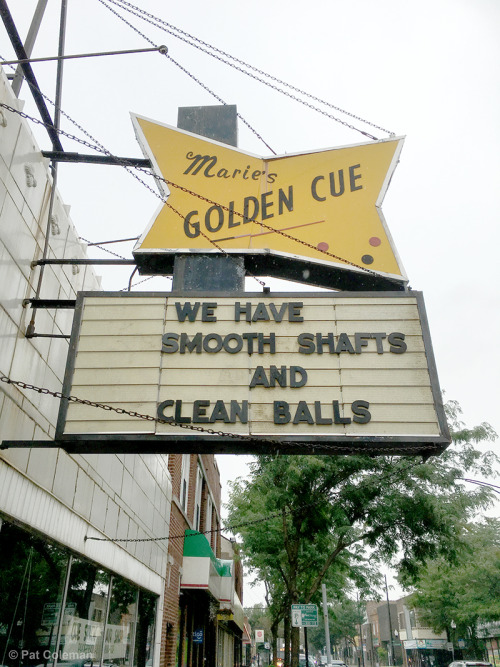 Marie's
GOLDEN CUE
WE HAVE
SMOOTH SHAFTS
AND
CLEAN BALLS
© Pat Coleman